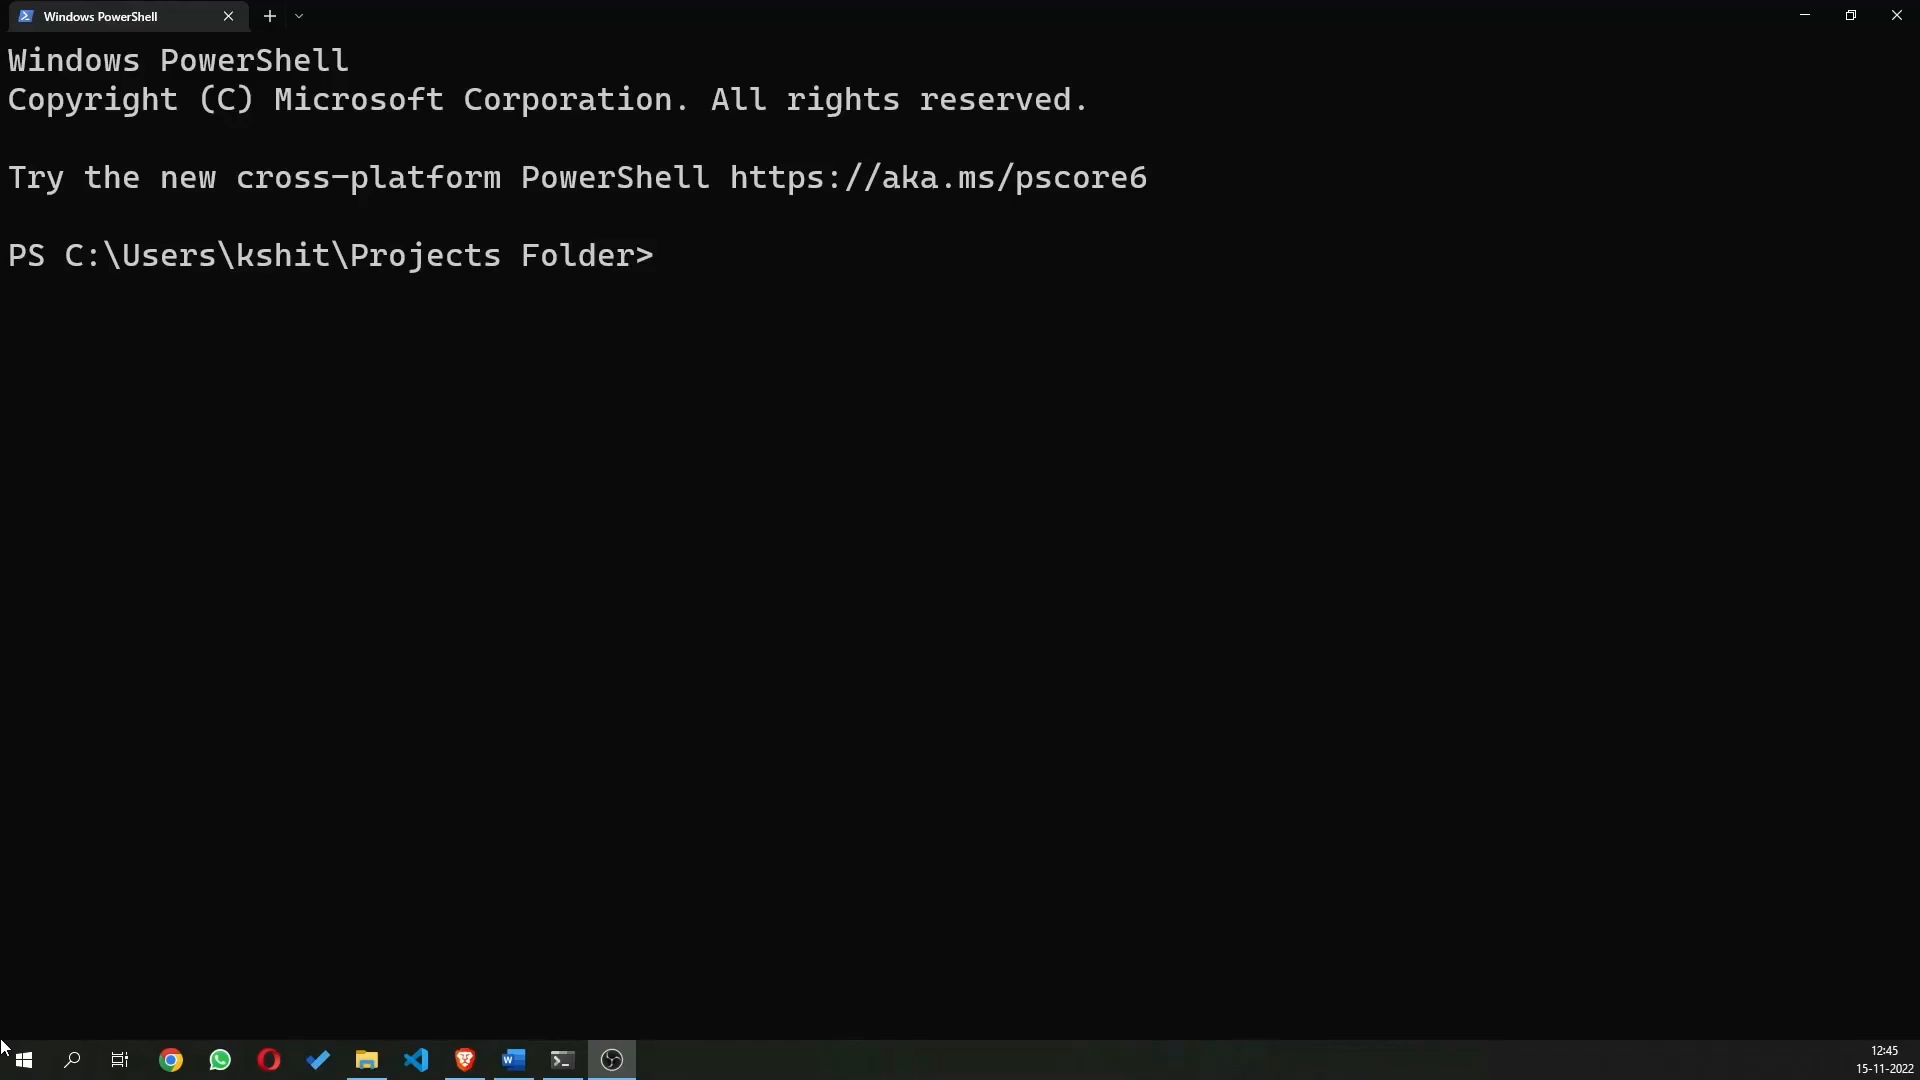 Windows PowerShell
Windows PowerShell
Copyright (C) Microsoft Corporation. All rights reserved.
Try the new cross-platform PowerShell https://aka.ms/pscore6
PS C:\Users\kshit\Projects Folder>
12:45
15-11-2022